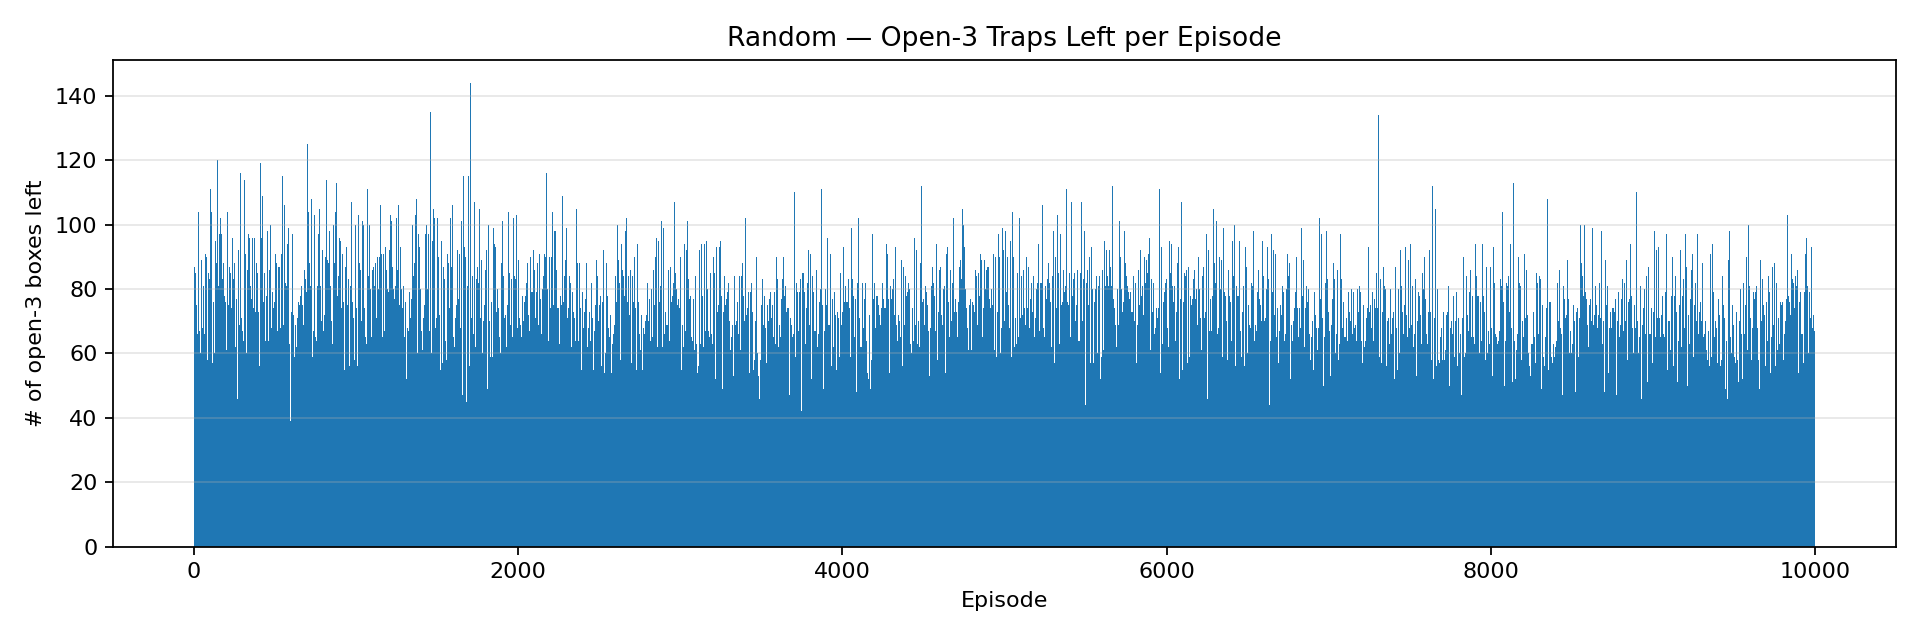 Random — Open-3 Traps Left per Episode
# of open-3 boxes left
140
120
100
80
60
40
20
0
0 2000 4000 6000 8000 10000
Episode